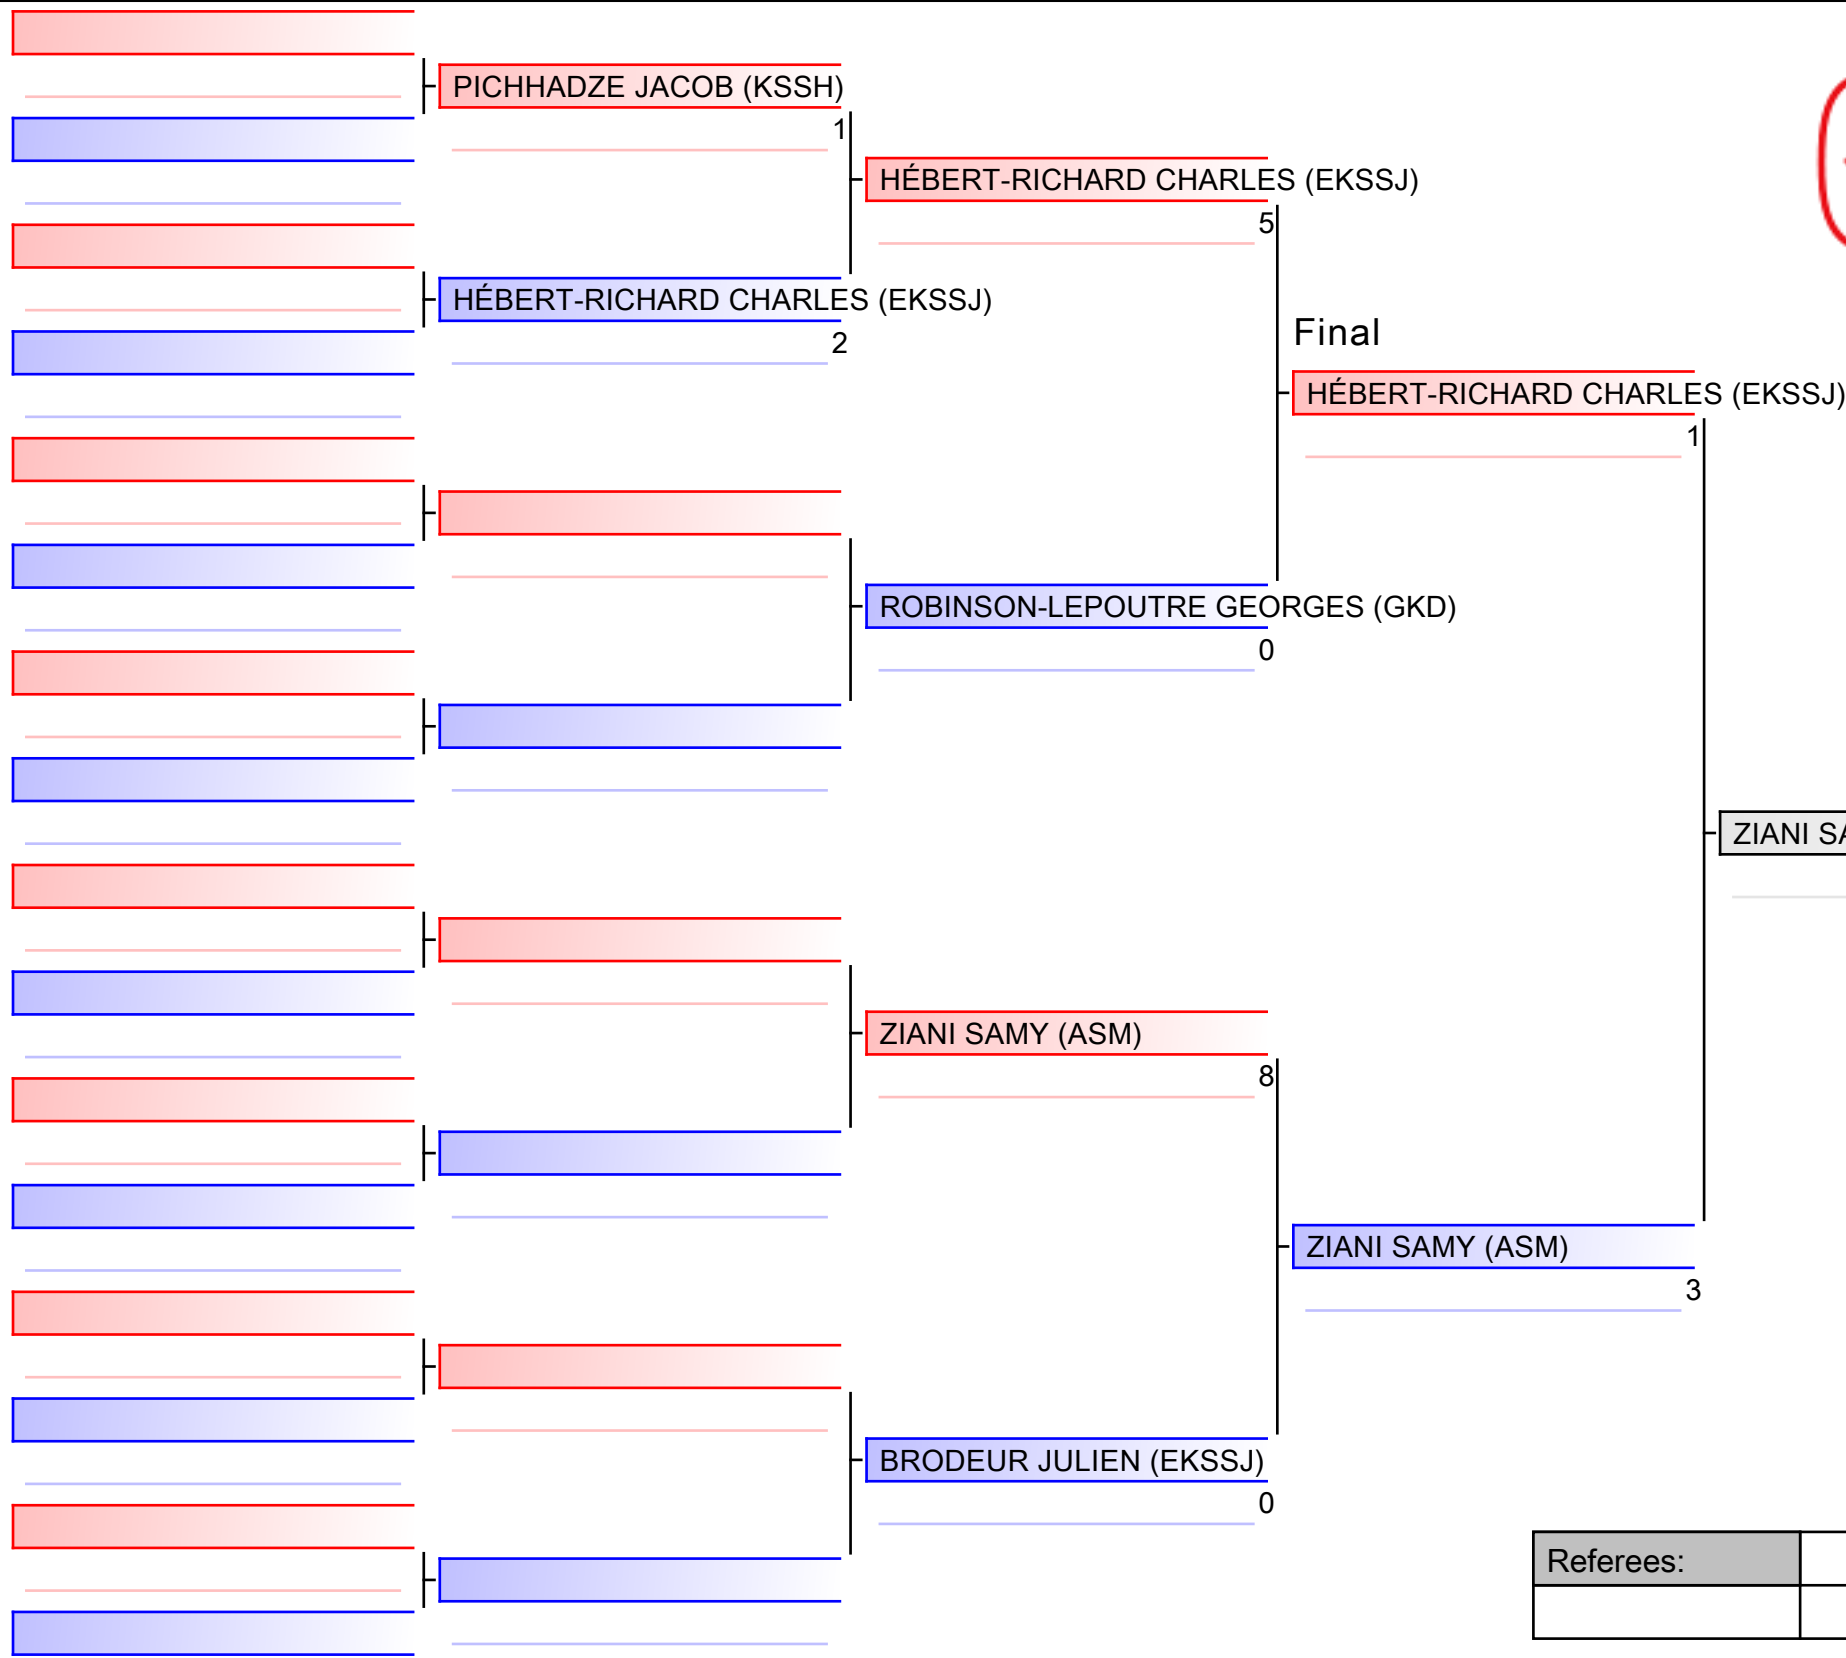 PICHHADZE JACOB (KSSH)
1
HÉBERT-RICHARD CHARLES (EKSSJ)
5
HÉBERT-RICHARD CHARLES (EKSSJ)
2
Final
HÉBERT-RICHARD CHARLES (EKSSJ)
1
ROBINSON-LEPOUTRE GEORGES (GKD)
0
ZIANI
ZIANI SAMY (ASM)
8
ZIANI SAMY (ASM)
3
BRODEUR JULIEN (EKSSJ)
0
Referees: